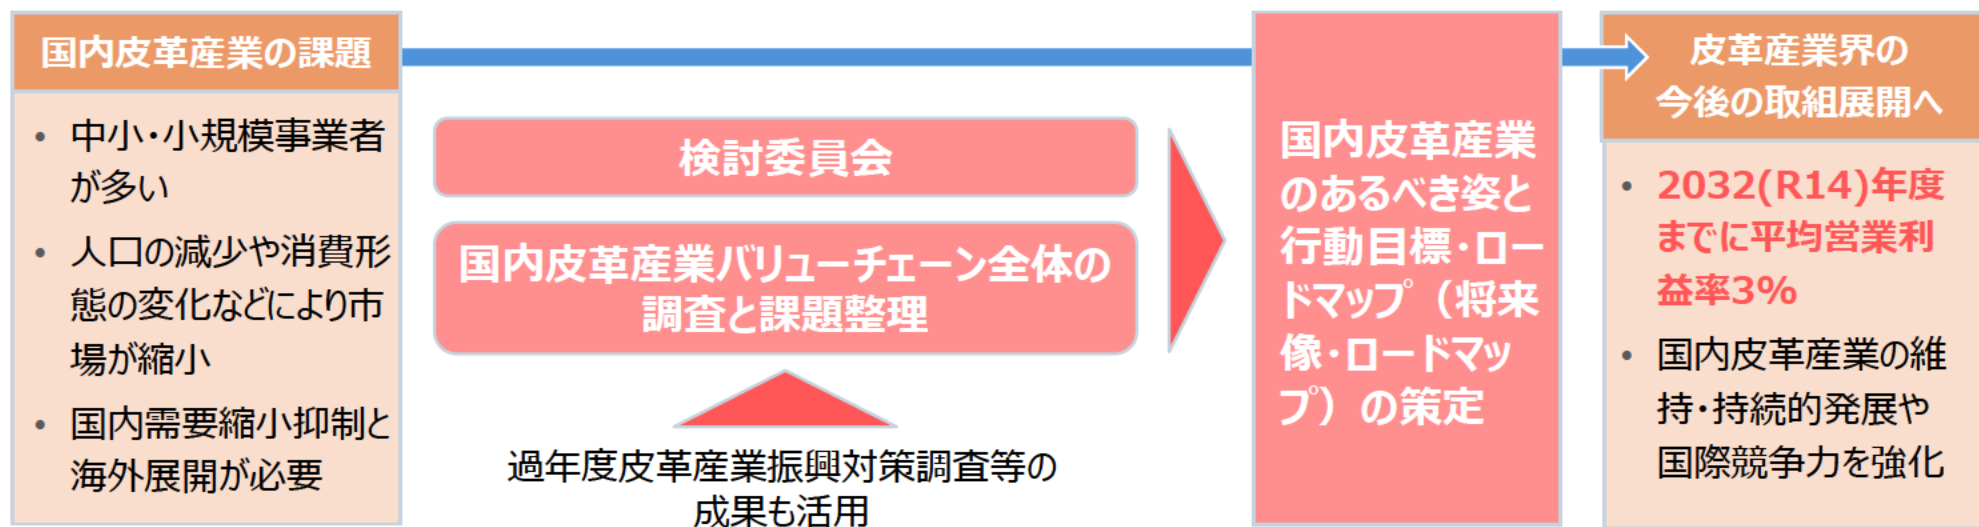 国内皮革産業の課題
• 中小・小規模事業者
が多い
• 人口の減少や消費形
態の変化などにより市
場が縮小
• 国内需要縮小抑制と
海外展開が必要
検討委員会
国内皮革産業バリューチェーン全体の
調査と課題整理
過年度皮革産業振興対策調査等の
成果も活用
国内皮革産業
のあるべき姿と
行動目標・ロー
ドマップ（将来
像・ロードマッ
プ）の策定
皮革産業界の
今後の取組展開へ
• 2032(R14)年度
までに平均営業利
益率3%
• 国内皮革産業の維
持・持続的発展や
国際競争力を強化